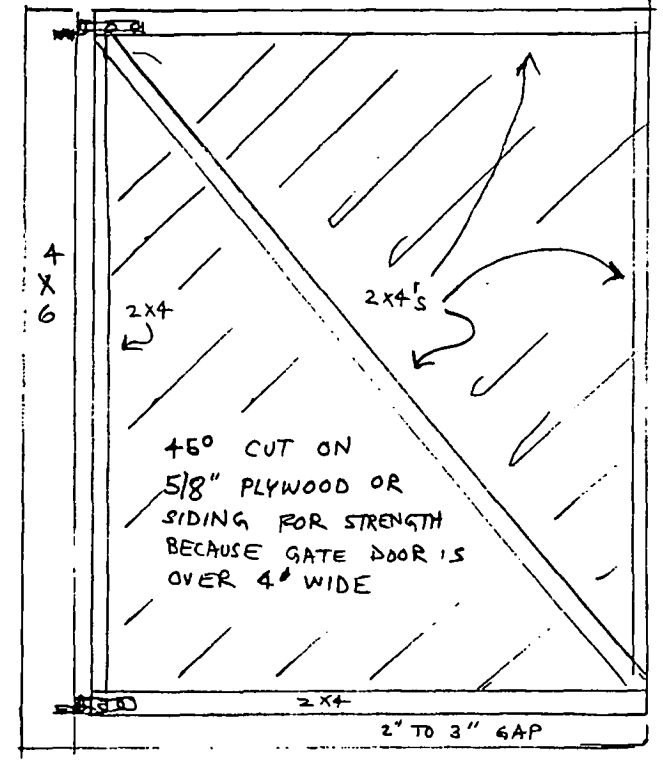 4
X
6
2X4
2X4's
45° CUT ON
5/8" PLYWOOD OR
SIDING FOR STRENGTH
BECAUSE GATE DOOR IS
OVER 4' WIDE
2X4
2" TO 3" GAP